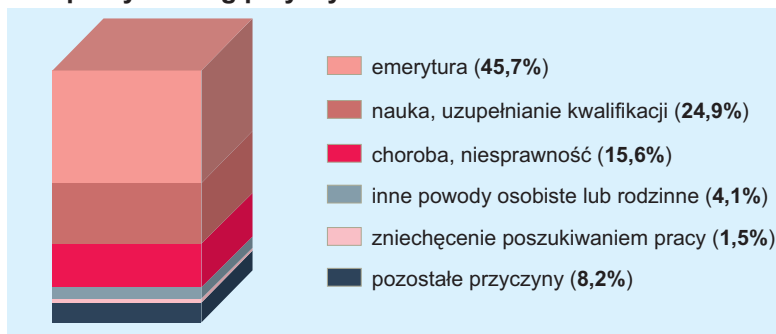 emerytura (45,7%)
nauka, uzupełnianie kwalifikacji (24,9%)
choroba, niesprawność (15,6%)
inne powody osobiste lub rodzinne (4,1%)
zniechęcenie poszukiwaniem pracy (1,5%)
pozostałe przyczyny (8,2%)